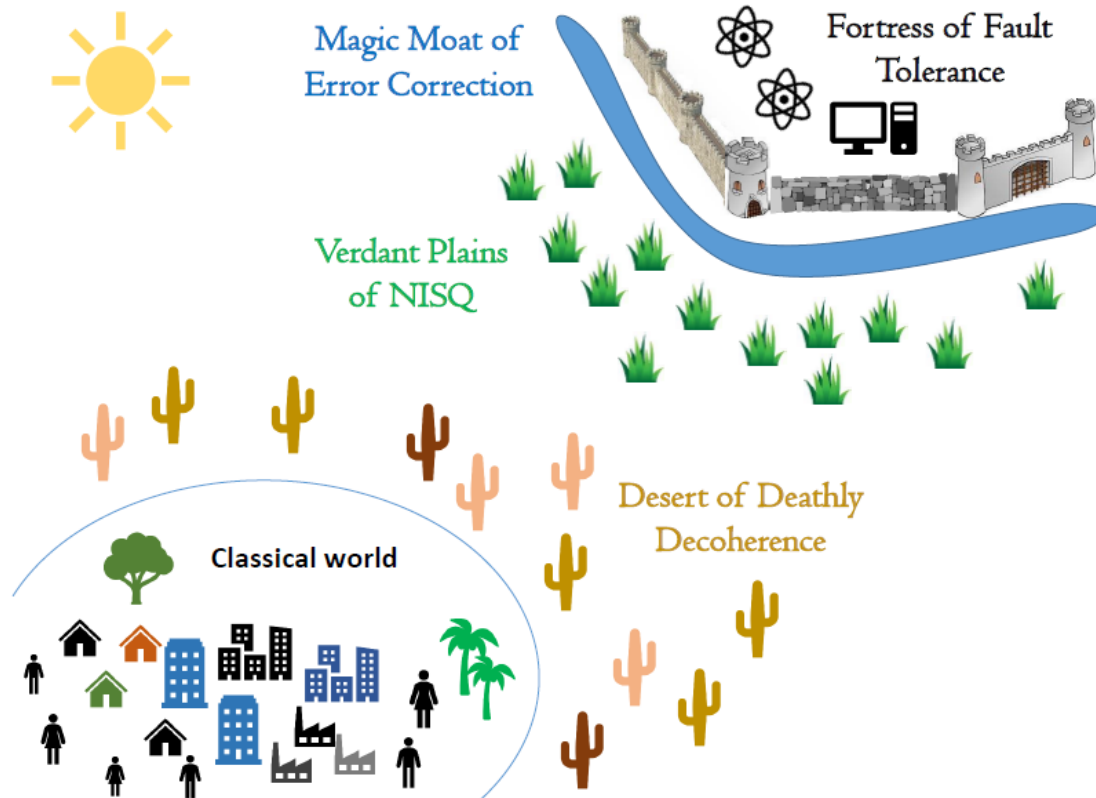 Magic Moat of
Error Correction
Fortress of Fault
Tolerance
Verdant Plains
of NISQ
Desert of Deathly
Decoherence
Classical world